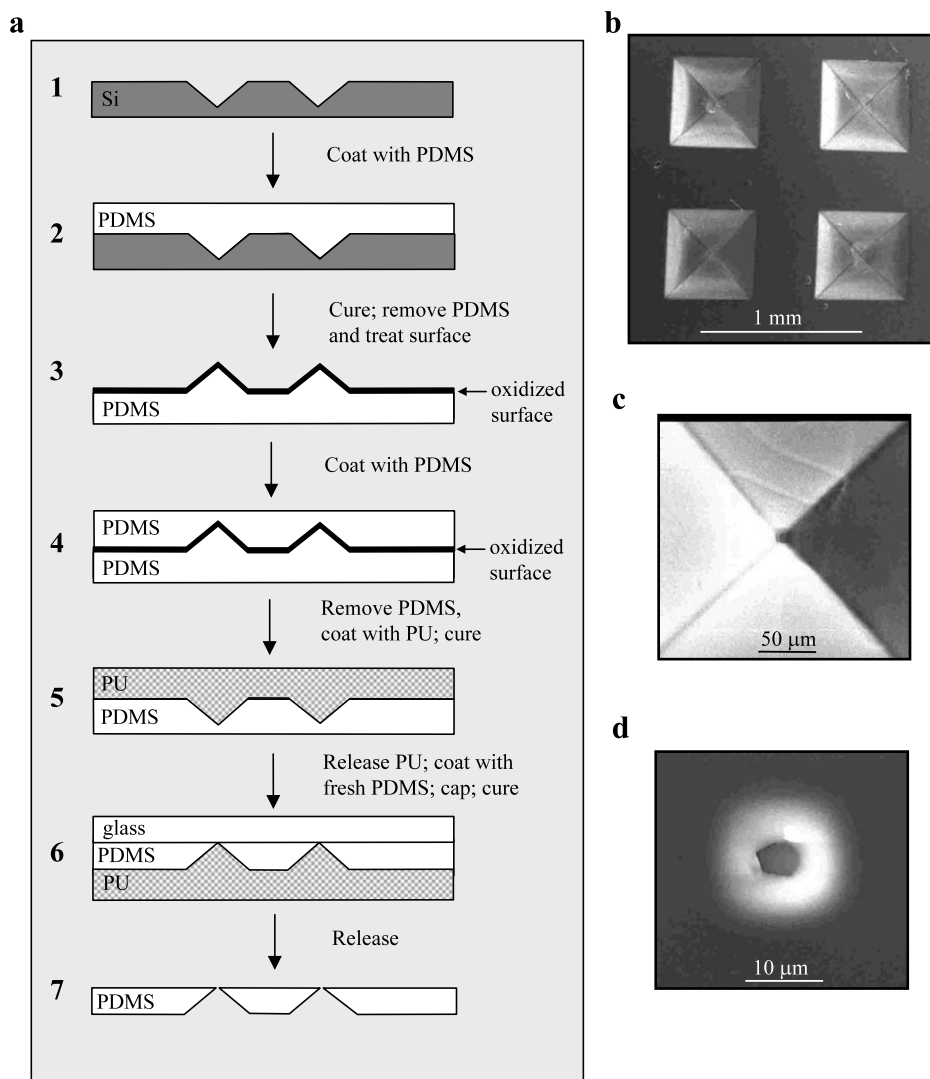 a
1
Si
Coat with PDMS
PDMS
2
Cure; remove PDMS
and treat surface
3
oxidized
surface
PDMS
Coat with PDMS
PDMS
4
PDMS
oxidized
surface
Remove PDMS,
coat with PU; cure
PU
5
PDMS
Release PU; coat with
fresh PDMS; cap; cure
glass
6
PDMS
PU
Release
7
PDMS
b
1 mm
c
50 μm
d
10 μm